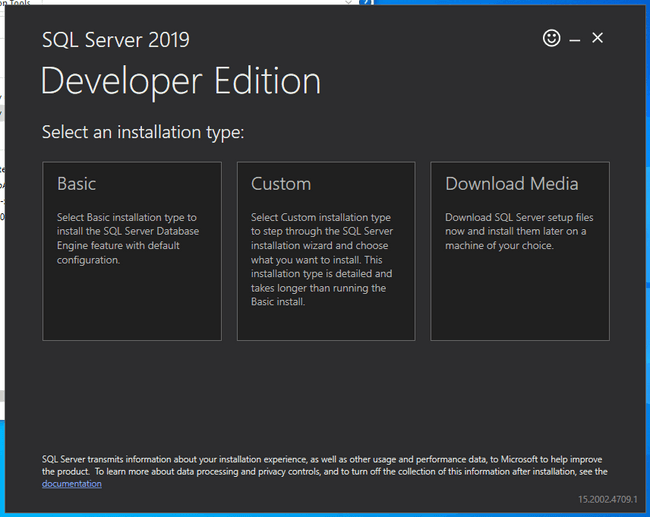 on Tools
SQL Server 2019
Developer Edition
Select an installation type:
Basic
Select Basic installation type to
install the SQL Server Database
Engine feature with default
configuration.
Custom
Select Custom installation type
to step through the SQL Server
installation wizard and choose
what you want to install. This
installation type is detailed and
takes longer than running the
Basic install.
Download Media
Download SQL Server setup files
now and install them later on a
machine of your choice.
SQL Server transmits information about your installation experience, as well as other usage and performance data, to Microsoft to help improve
the product.  To learn more about data processing and privacy controls, and to turn off the collection of this information after installation, see the
documentation
15.2002.4709.1